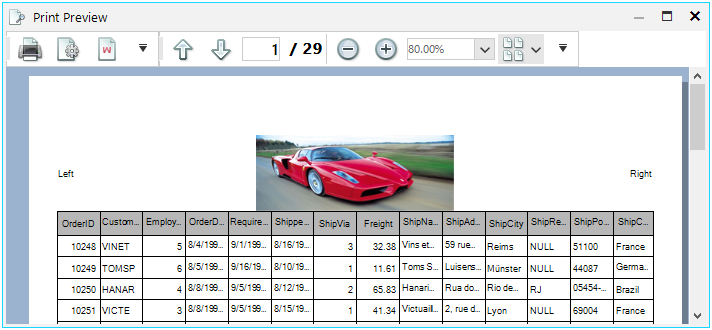 Print Preview
1 / 29 80.00%
Left Right
OrderID Custom... Employ... OrderD... Require... Shippe... ShipVia Freight ShipNa... ShipAd... ShipCity ShipRe... ShipPo... ShipC...
10248 VINET 5 8/4/199... 9/1/199... 8/16/19... 3 32.38 Vins et... 59 rue... Reims NULL 51100 France
10249 TOMSP 6 8/5/199... 9/16/19... 8/10/19... 1 11.61 Toms S... Luisens... Münster NULL 44087 Germa...
10250 HANAR 4 8/8/199... 9/5/199... 8/12/19... 2 65.83 Hanari... Rua do... Rio de... RJ 05454-... Brazil
10251 VICTE 3 8/8/199... 9/5/199... 8/15/19... 1 41.34 Victuaill... 2, rue d... Lyon NULL 69004 France